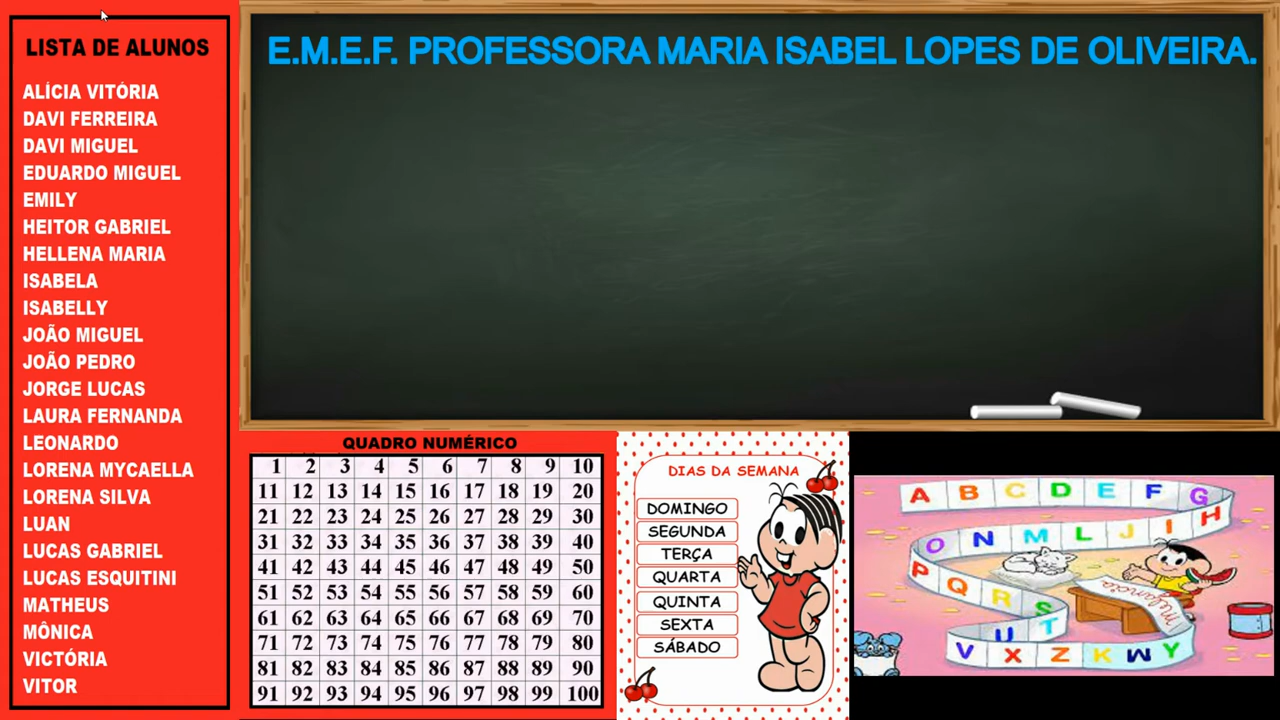 LISTA DE ALUNOS
ALÍCIA VITÓRIA
DAVI FERREIRA
DAVI MIGUEL
EDUARDO MIGUEL
EMILY
HEITOR GABRIEL
HELLENA MARIA
ISABELA
ISABELLY
JOÃO MIGUEL
JOÃO PEDRO
JORGE LUCAS
LAURA FERNANDA
LEONARDO
LORENA MYCAELLA
LORENA SILVA
LUAN
LUCAS GABRIEL
LUCAS ESQUITINI
MATHEUS
MÔNICA
VICTÓRIA
VITOR
E.M.E.F. PROFESSORA MARIA ISABEL LOPES DE OLIVEIRA.
QUADRO NUMÉRICO
1 2 3 4 5 6 7 8 9 10
11 12 13 14 15 16 17 18 19 20
21 22 23 24 25 26 27 28 29 30
31 32 33 34 35 36 37 38 39 40
41 42 43 44 45 46 47 48 49 50
51 52 53 54 55 56 57 58 59 60
61 62 63 64 65 66 67 68 69 70
71 72 73 74 75 76 77 78 79 80
81 82 83 84 85 86 87 88 89 90
91 92 93 94 95 96 97 98 99 100
DIAS DA SEMANA
DOMINGO
SEGUNDA
TERÇA
QUARTA
QUINTA
SEXTA
SÁBADO
A B C D E F G
O N M L J I H
P Q R S T
U
V X Z K W Y
melancia